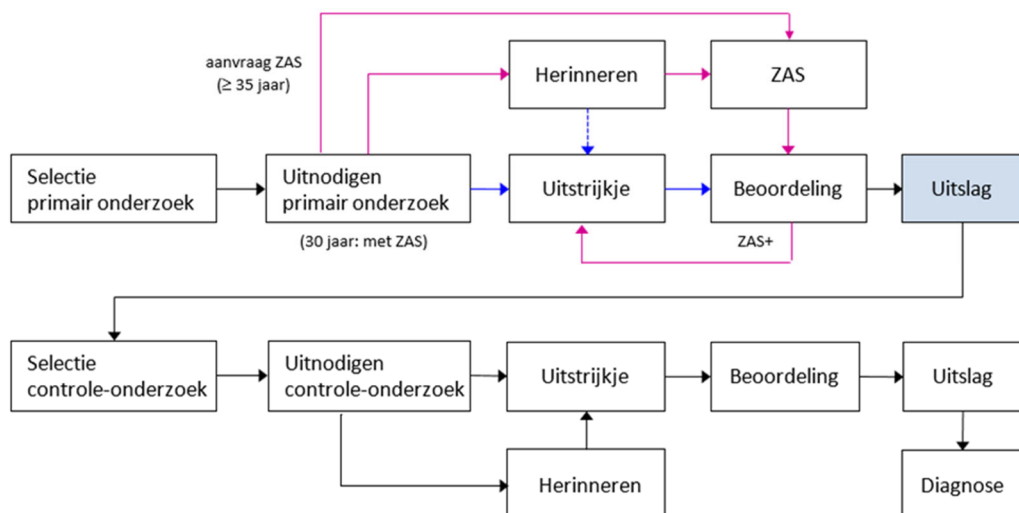 aanvraag ZAS
(≥ 35 jaar)
Herinneren
ZAS
Selectie
primair onderzoek
Uitnodigen
primair onderzoek
Uitstrijkje
Beoordeling
Uitslag
(30 jaar: met ZAS)
ZAS+
Selectie
controle-onderzoek
Uitnodigen
controle-onderzoek
Uitstrijkje
Beoordeling
Uitslag
Herinneren
Diagnose